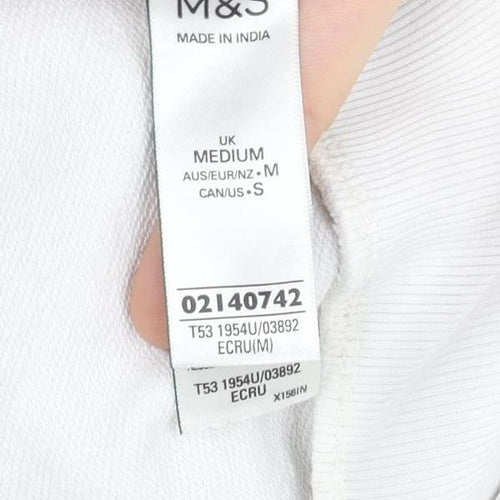 M&S
MADE IN INDIA
UK
MEDIUM
AUS/EUR/NZ • M
CAN/US • S
02140742
T53 1954U/03892
ECRU(M)
T53 1954U/03892
ECRU X156IN